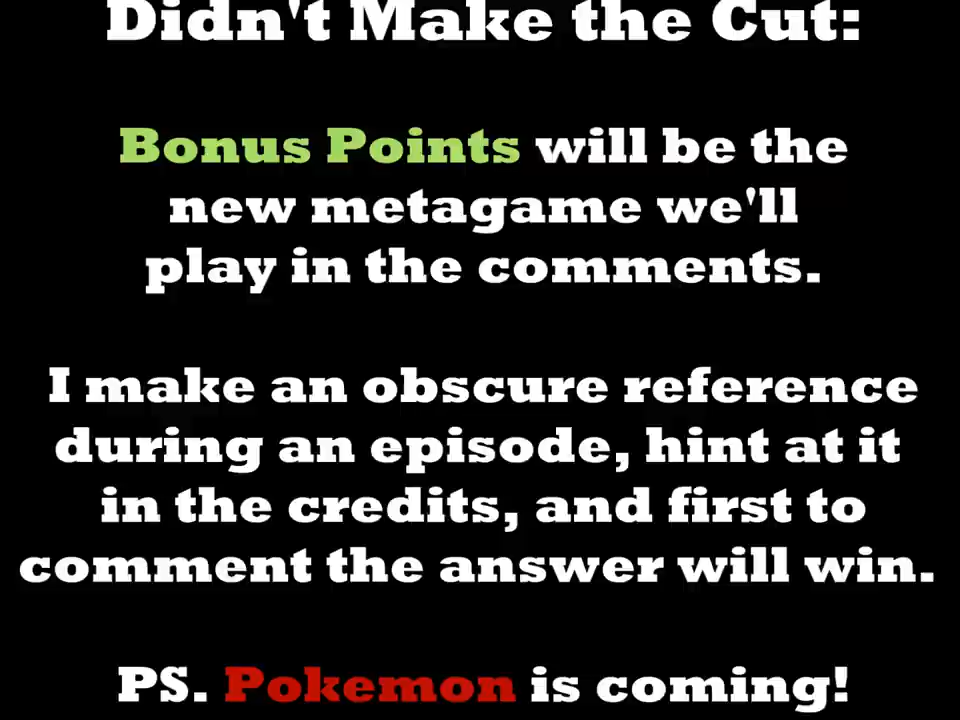 Didn't Make the Cut:
Bonus Points will be the
new metagame we'll
play in the comments.
I make an obscure reference
during an episode, hint at it
in the credits, and first to
comment the answer will win.
PS. Pokemon is coming!